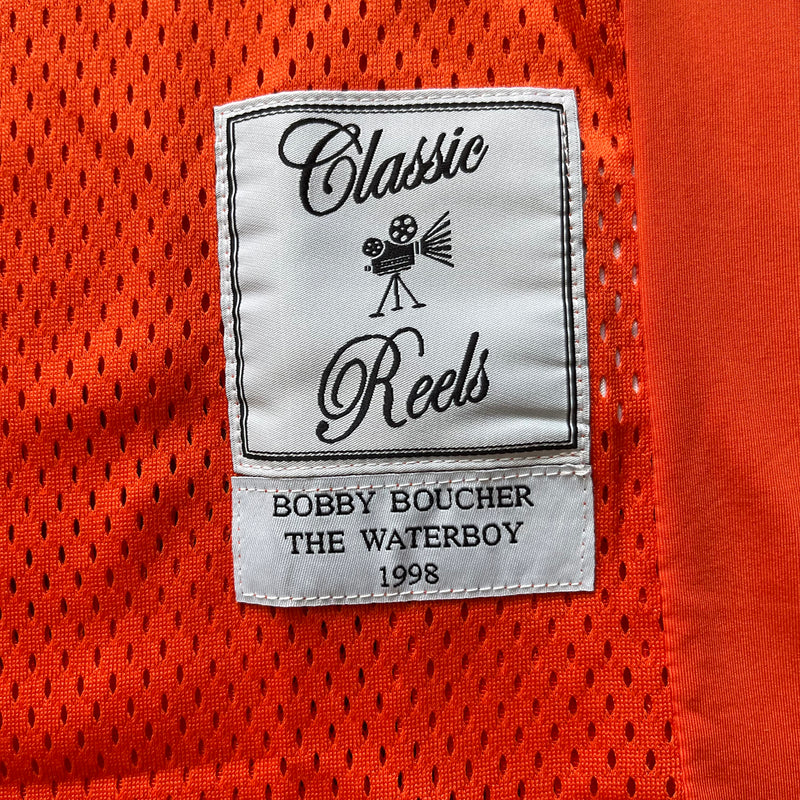 Classic
Reels
BOBBY BOUCHER
THE WATERBOY
1998